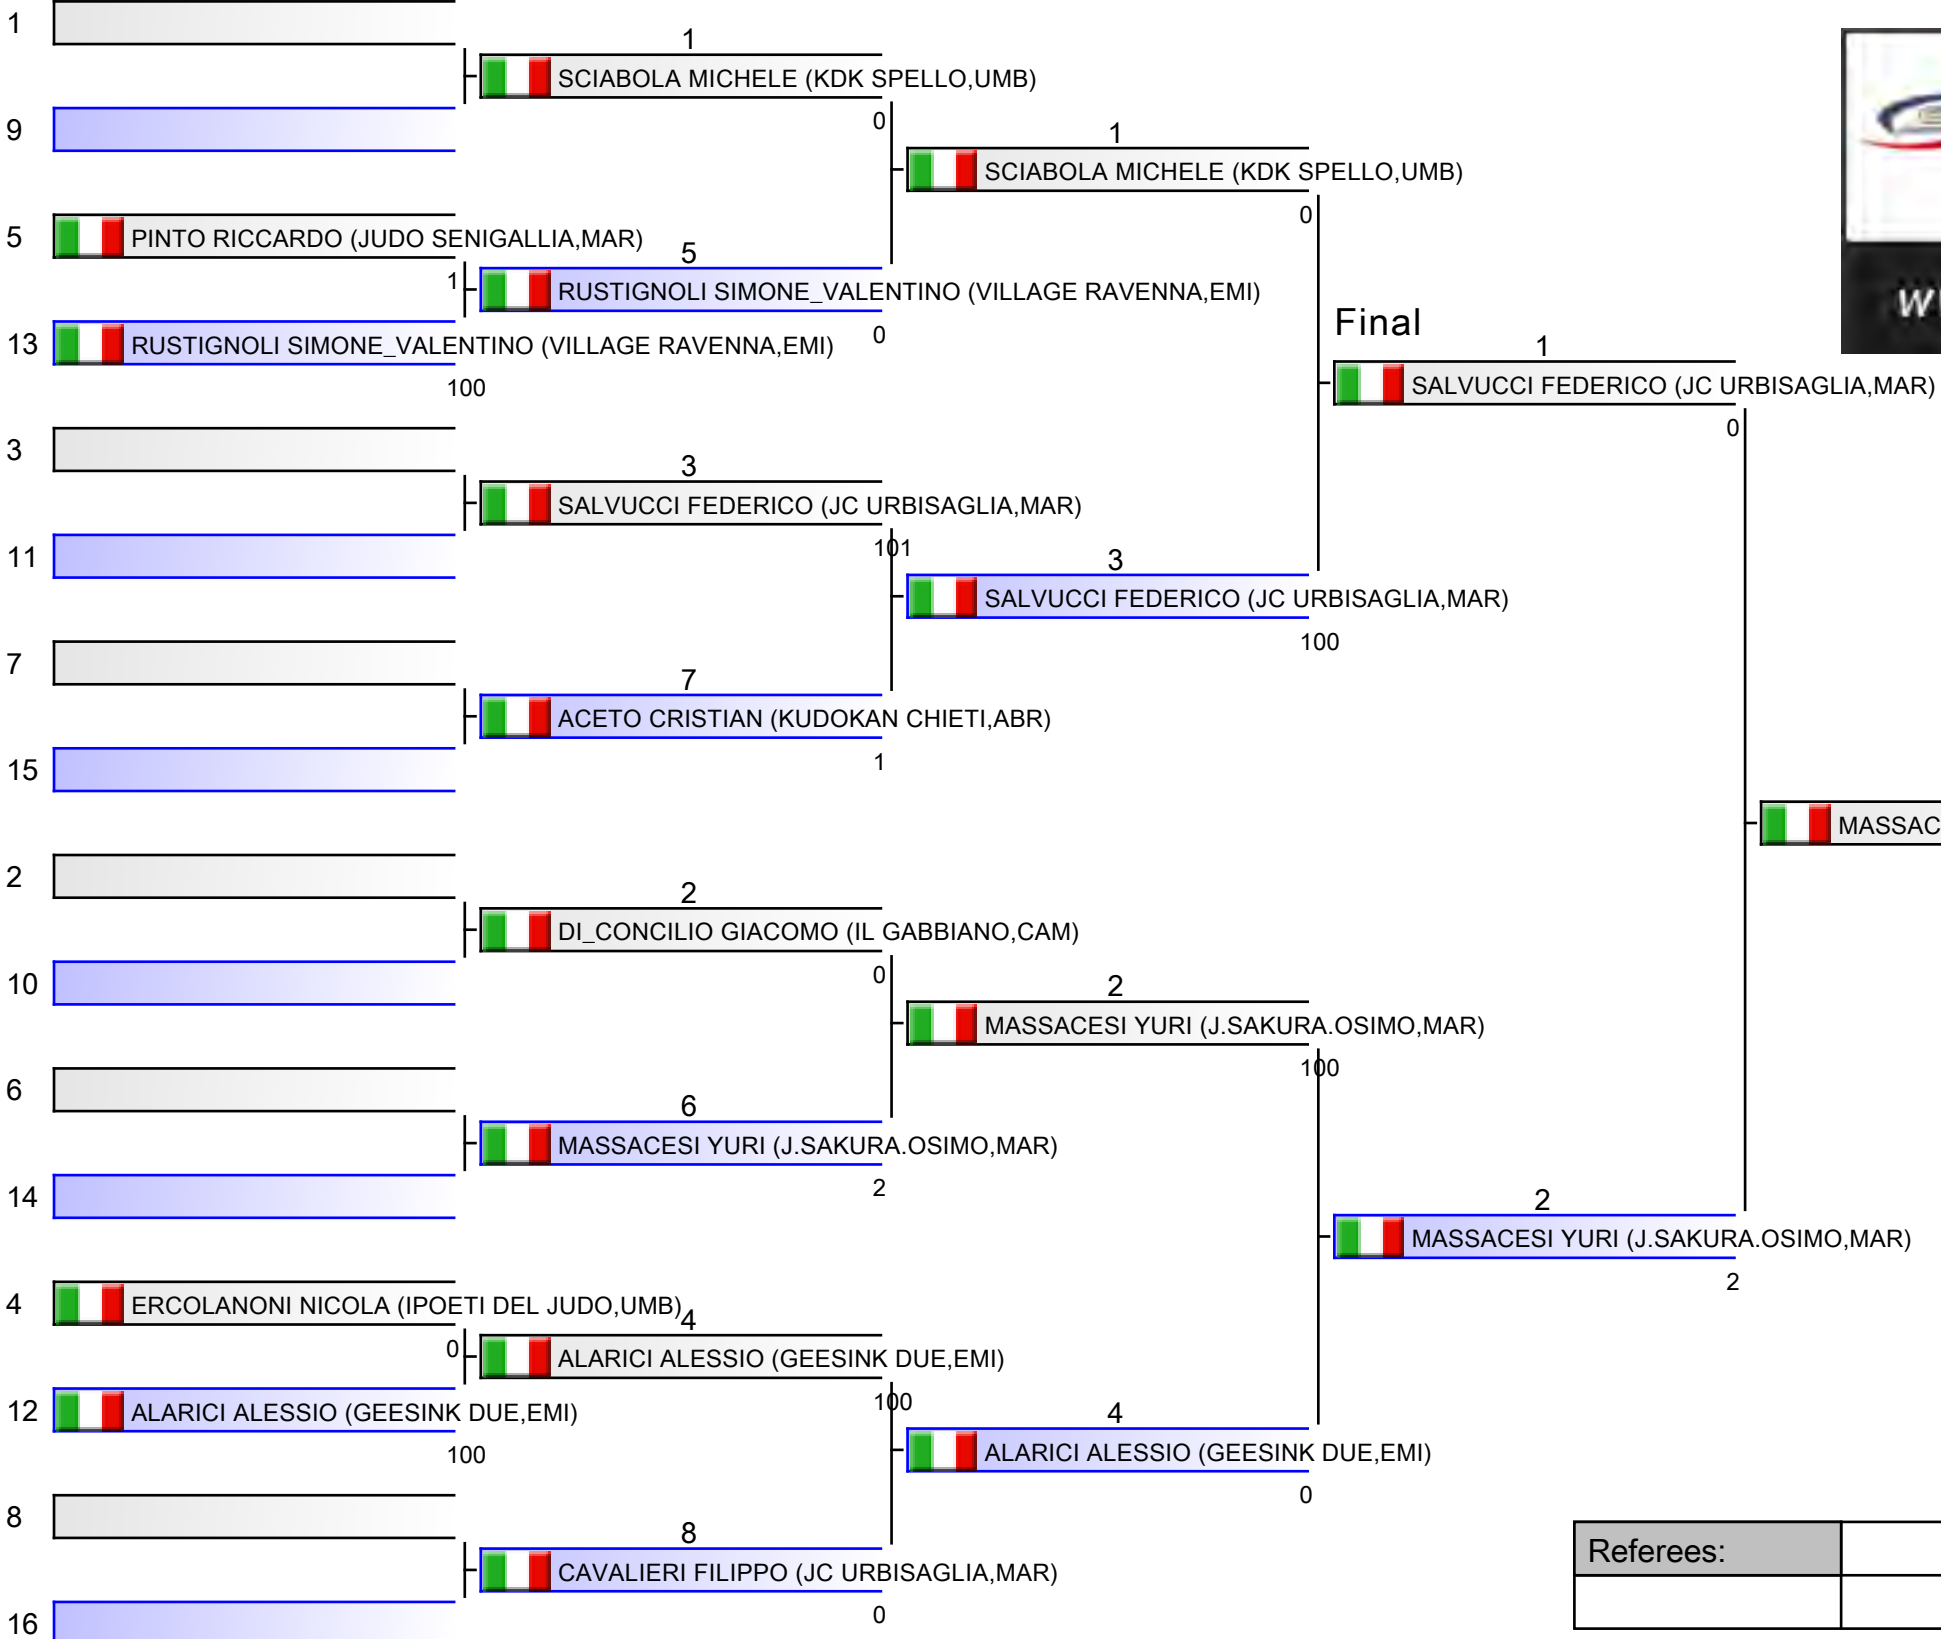 1
1
SCIABOLA MICHELE (KDK SPELLO,UMB)
0
9
1
SCIABOLA MICHELE (KDK SPELLO,UMB)
0
5
PINTO RICCARDO (JUDO SENIGALLIA,MAR)
1
5
RUSTIGNOLI SIMONE_VALENTINO (VILLAGE RAVENNA,EMI)
0
13
RUSTIGNOLI SIMONE_VALENTINO (VILLAGE RAVENNA,EMI)
100
Final
1
SALVUCCI FEDERICO (JC URBISAGLIA,MAR)
0
3
3
SALVUCCI FEDERICO (JC URBISAGLIA,MAR)
101
11
3
SALVUCCI FEDERICO (JC URBISAGLIA,MAR)
100
7
7
ACETO CRISTIAN (KUDOKAN CHIETI,ABR)
1
15
MASSAC
2
2
DI_CONCILIO GIACOMO (IL GABBIANO,CAM)
0
10
2
MASSACESI YURI (J.SAKURA.OSIMO,MAR)
100
6
6
MASSACESI YURI (J.SAKURA.OSIMO,MAR)
2
14
2
MASSACESI YURI (J.SAKURA.OSIMO,MAR)
2
4
ERCOLANONI NICOLA (IPOETI DEL JUDO,UMB)
0
4
ALARICI ALESSIO (GEESINK DUE,EMI)
100
12
ALARICI ALESSIO (GEESINK DUE,EMI)
100
4
ALARICI ALESSIO (GEESINK DUE,EMI)
0
8
8
CAVALIERI FILIPPO (JC URBISAGLIA,MAR)
0
16
Referees: